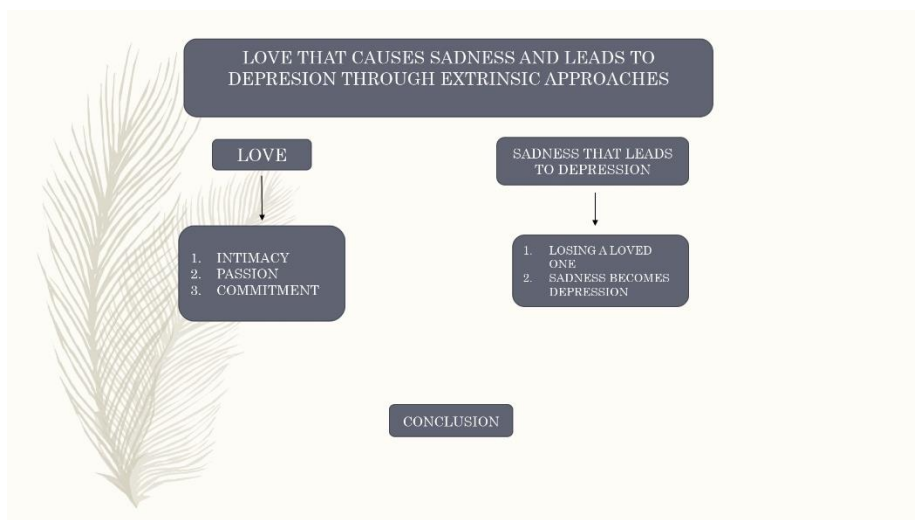 LOVE THAT CAUSES SADNESS AND LEADS TO
DEPRESION THROUGH EXTRINSIC APPROACHES
LOVE
1. INTIMACY
2. PASSION
3. COMMITMENT
SADNESS THAT LEADS
TO DEPRESSION
1. LOSING A LOVED
ONE
2. SADNESS BECOMES
DEPRESSION
CONCLUSION